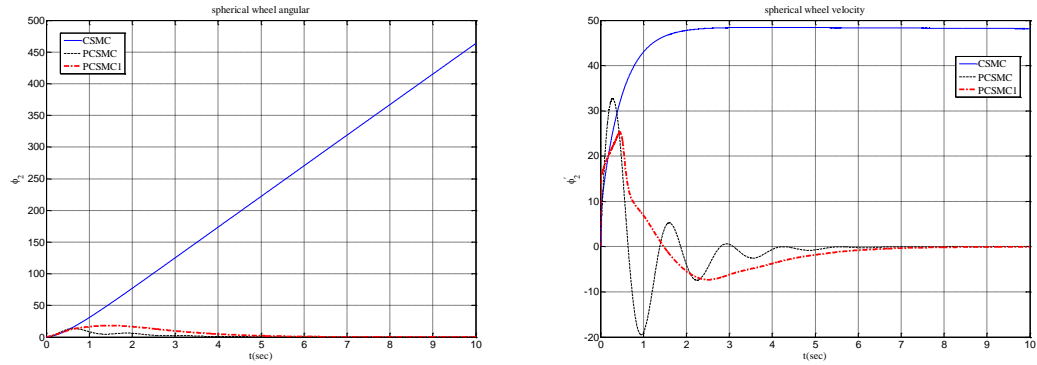 spherical wheel angular
500
450
400
350
300
250
200
150
100
50
0
ϕ2
CSMC
PCSMC
PCSMC1
0 1 2 3 4 5 6 7 8 9 10
t(sec)
spherical wheel velocity
50
40
30
20
10
0
-10
-20
ϕ̇2
CSMC
PCSMC
PCSMC1
0 1 2 3 4 5 6 7 8 9 10
t(sec)